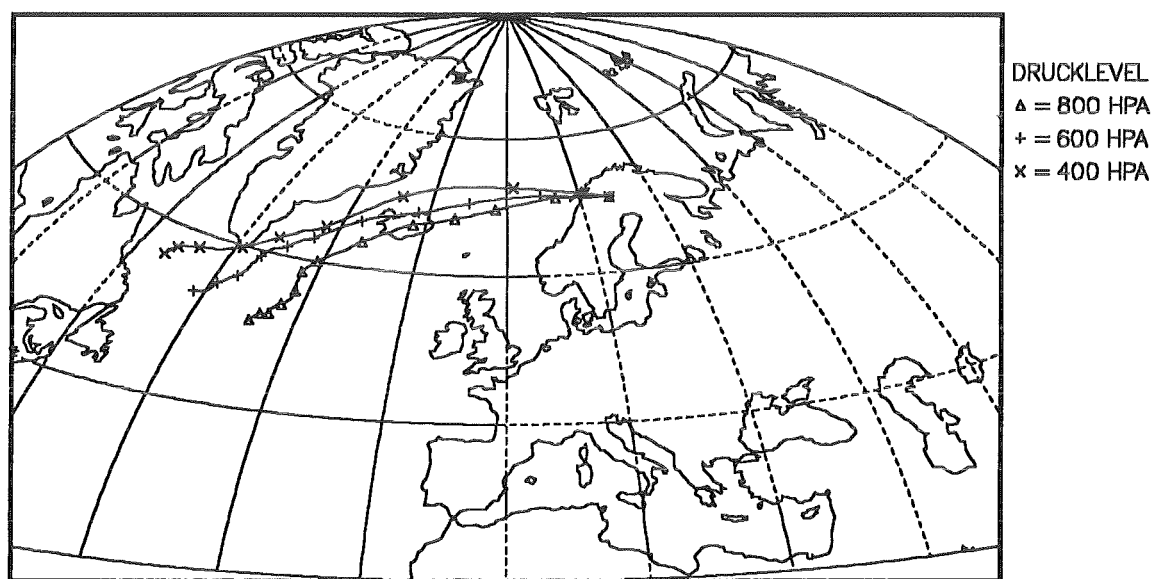 DRUCKLEVEL
△ = 800 HPA
+ = 600 HPA
× = 400 HPA